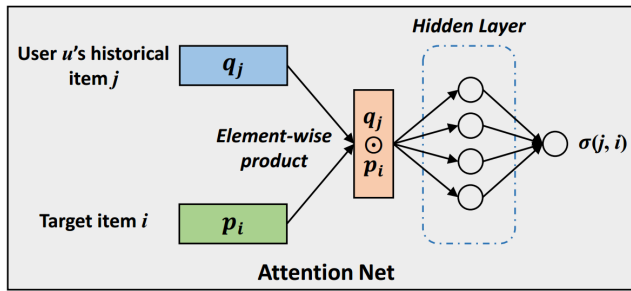 Hidden Layer
User u's historical
item j
q_j
Element-wise
product
q_j
⊙
p_i
σ(j, i)
Target item i
p_i
Attention Net